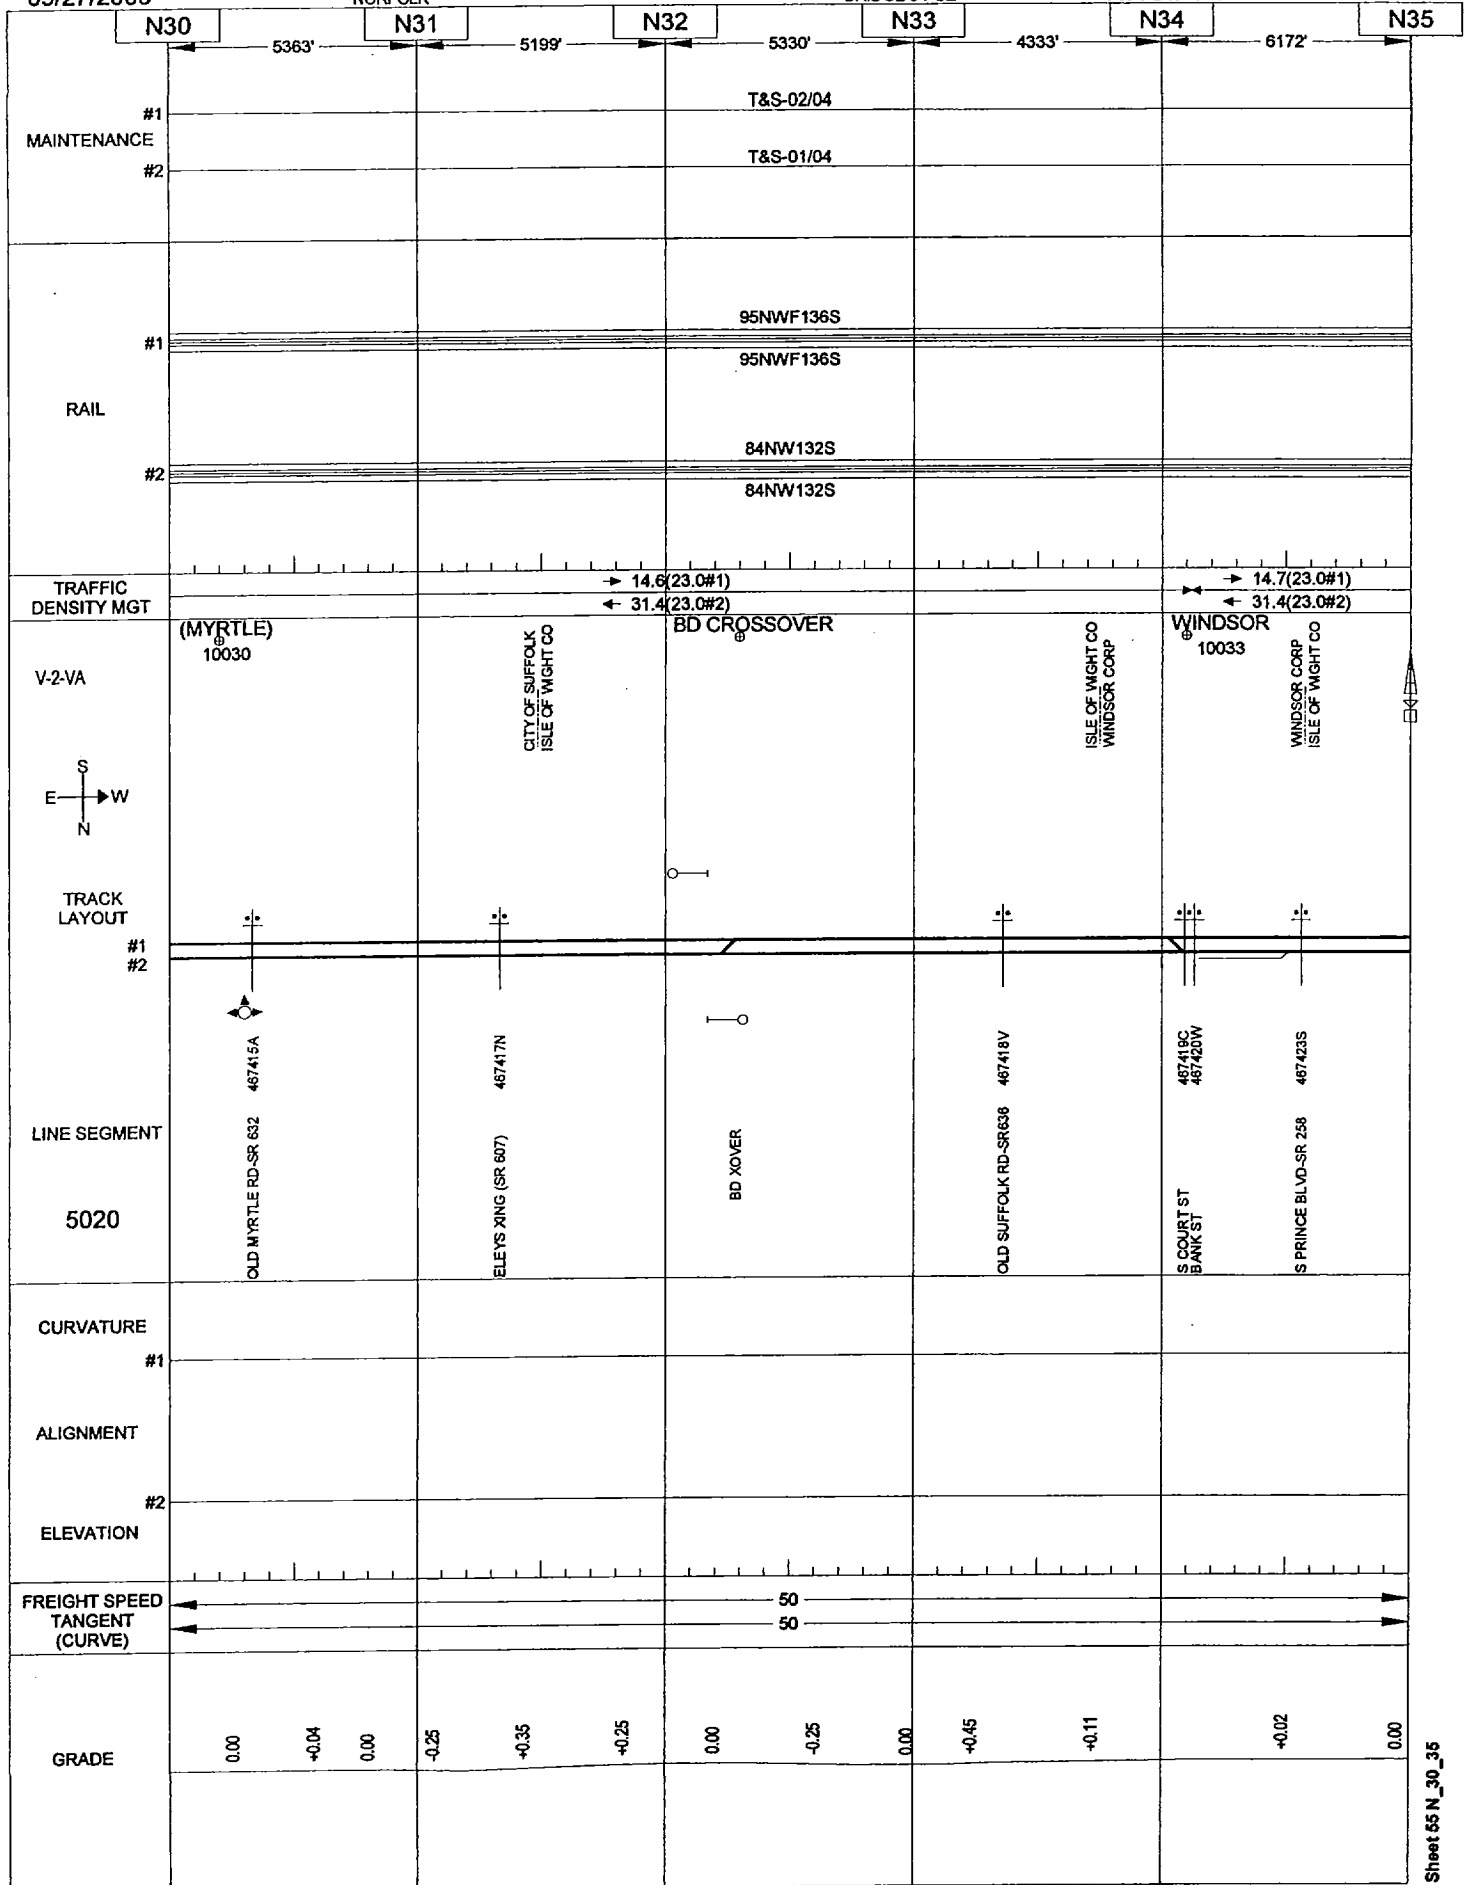 N30 N31 N32 N33 N34 N35
5363' 5199' 5330' 4333' 6172'
MAINTENANCE
#1
T&S-02/04
#2
T&S-01/04
RAIL
#1
95NWF136S
95NWF136S
#2
84NW132S
84NW132S
TRAFFIC
DENSITY MGT
14.6(23.0#1)
31.4(23.0#2)
14.7(23.0#1)
31.4(23.0#2)
V-2-VA
(MYRTLE)
10030
CITY OF SUFFOLK
ISLE OF WIGHT CO
BD CROSSOVER
ISLE OF WIGHT CO
WINDSOR CORP
WINDSOR
10033
WINDSOR CORP
ISLE OF WIGHT CO
S
E W
N
TRACK
LAYOUT
#1
#2
LINE SEGMENT
5020
OLD MYRTLE RD-SR 632 467415A
ELEYS XING (SR 607) 467417N
BD XOVER
OLD SUFFOLK RD-SR636 467418V
S COURT ST 467419C
BANK ST 467420W
S PRINCE BLVD-SR 258 467423S
CURVATURE
#1
ALIGNMENT
#2
ELEVATION
FREIGHT SPEED
TANGENT
(CURVE)
50
50
GRADE
0.00 +0.04 0.00 -0.25 +0.35 +0.25 0.00 -0.25 0.00 +0.45 +0.11 +0.02 0.00
Sheet 55 N_30_35